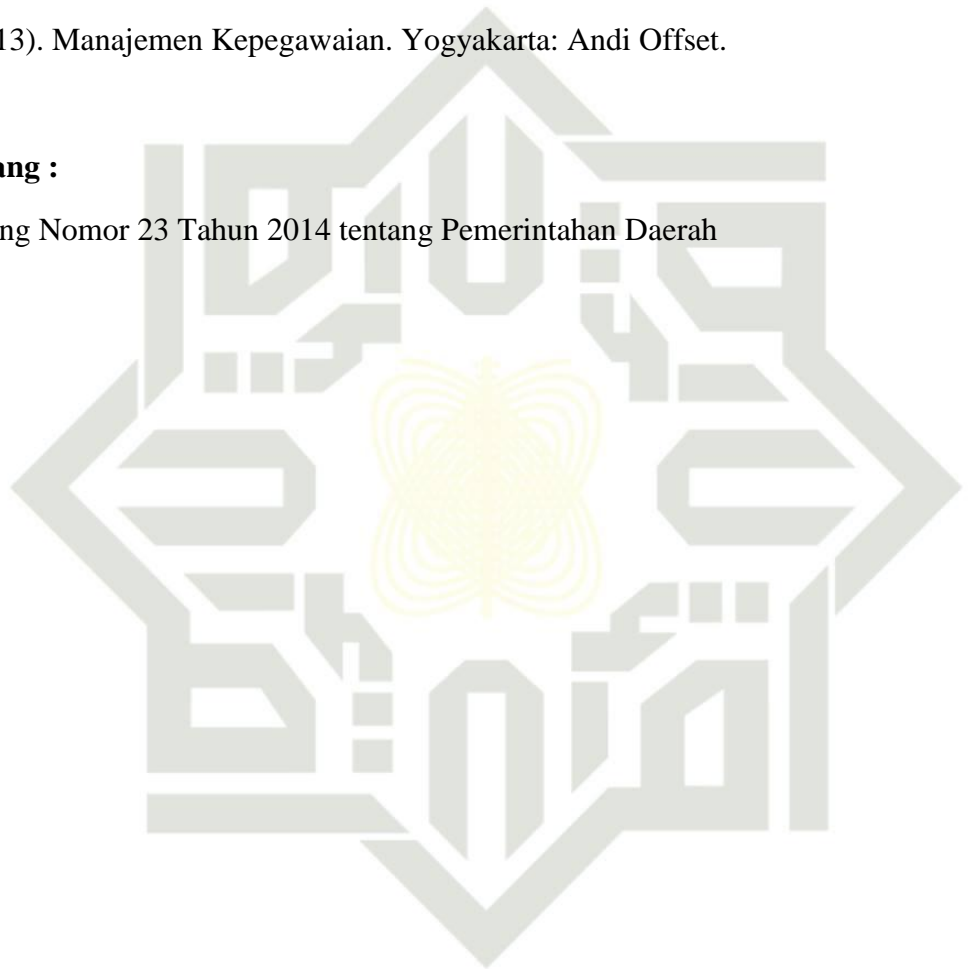 13). Manajemen Kepegawaian. Yogyakarta: Andi Offset.
ang :
ng Nomor 23 Tahun 2014 tentang Pemerintahan Daerah